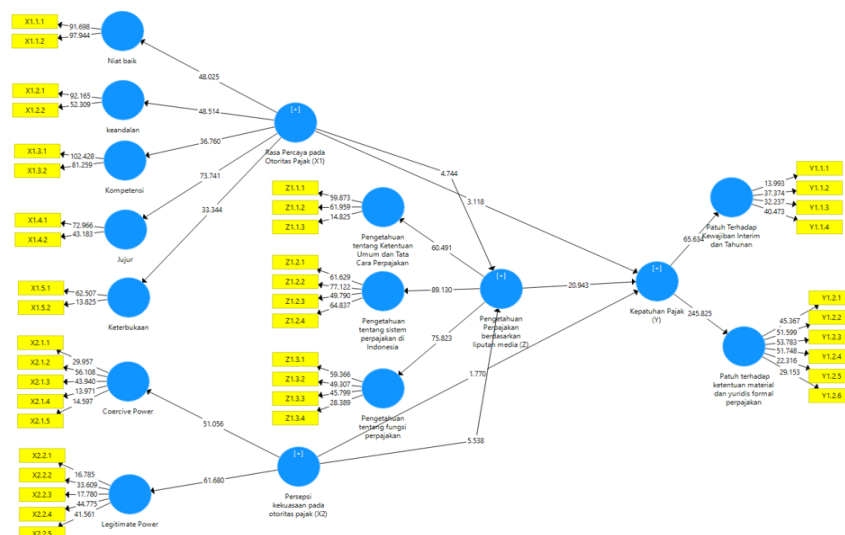 X1.1.1
X1.1.2
91.698
97.944
Niat baik
X1.2.1
X1.2.2
92.165
52.309
keandalan
X1.3.1
X1.3.2
102.428
81.259
Kompetensi
X1.4.1
X1.4.2
72.966
43.183
Jujur
X1.5.1
X1.5.2
62.507
13.825
Keterbukaan
X2.1.1
X2.1.2
X2.1.3
X2.1.4
X2.1.5
29.957
56.108
43.940
13.971
14.597
Coercive Power
X2.2.1
X2.2.2
X2.2.3
X2.2.4
X2.2.5
16.785
33.609
17.780
44.775
41.561
Legitimate Power
48.025
48.514
36.760
73.741
33.344
[+]
Rasa Percaya pada
Otoritas Pajak (X1)
51.056
61.680
[+]
Persepsi
kekuasaan pada
otoritas pajak (X2)
Z1.1.1
Z1.1.2
Z1.1.3
59.873
61.959
14.825
Pengetahuan
tentang Ketentuan
Umum dan Tata
Cara Perpajakan
Z1.2.1
Z1.2.2
Z1.2.3
Z1.2.4
61.629
77.122
49.790
64.837
Pengetahuan
tentang sistem
perpajakan di
Indonesia
Z1.3.1
Z1.3.2
Z1.3.3
Z1.3.4
59.366
49.307
45.799
28.389
Pengetahuan
tentang fungsi
perpajakan
60.491
89.130
75.823
4.744
3.118
[+]
Pengetahuan
Perpajakan
berdasarkan
liputan media (Z)
20.943
1.770
5.538
[+]
Kepatuhan Pajak
(Y)
65.634
245.825
Patuh Terhadap
Kewajiban Interim
dan Tahunan
13.993
37.374
32.237
40.473
Y1.1.1
Y1.1.2
Y1.1.3
Y1.1.4
Patuh terhadap
ketentuan material
dan yuridis formal
perpajakan
45.367
51.599
53.783
51.748
22.316
29.153
Y1.2.1
Y1.2.2
Y1.2.3
Y1.2.4
Y1.2.5
Y1.2.6